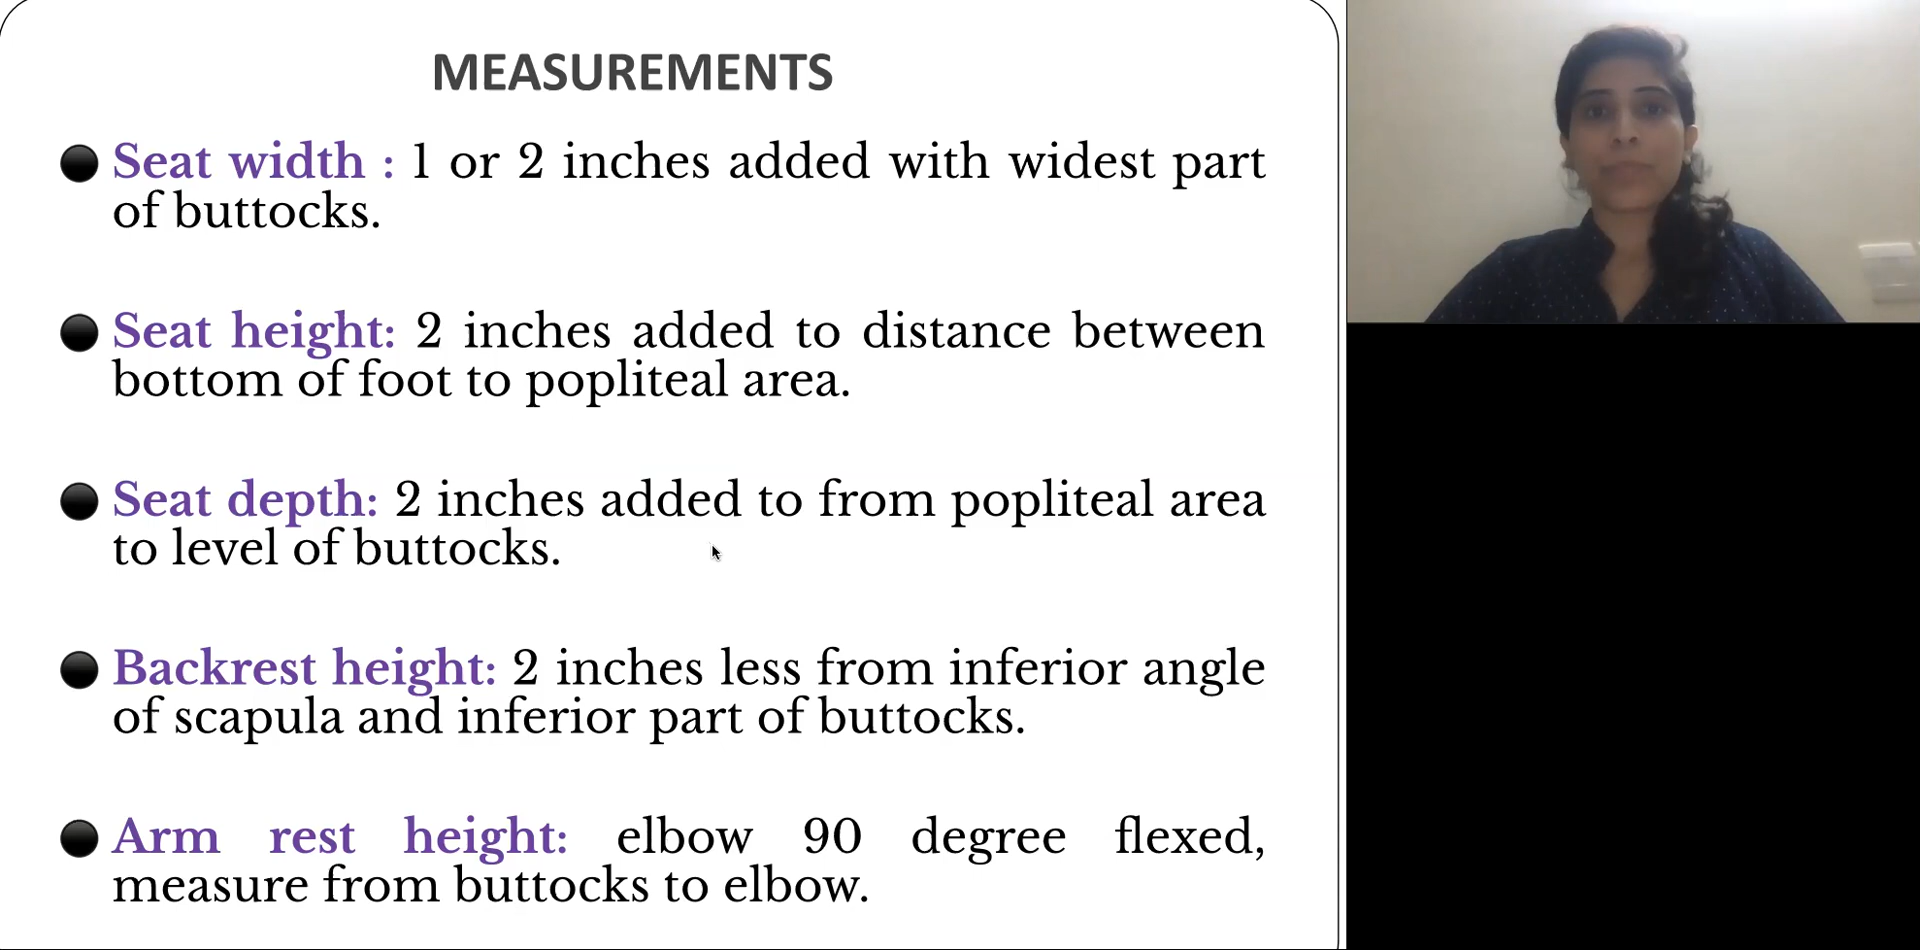 MEASUREMENTS
Seat width : 1 or 2 inches added with widest part
of buttocks.
Seat height: 2 inches added to distance between
bottom of foot to popliteal area.
Seat depth: 2 inches added to from popliteal area
to level of buttocks.
Backrest height: 2 inches less from inferior angle
of scapula and inferior part of buttocks.
Arm rest height: elbow 90 degree flexed,
measure from buttocks to elbow.